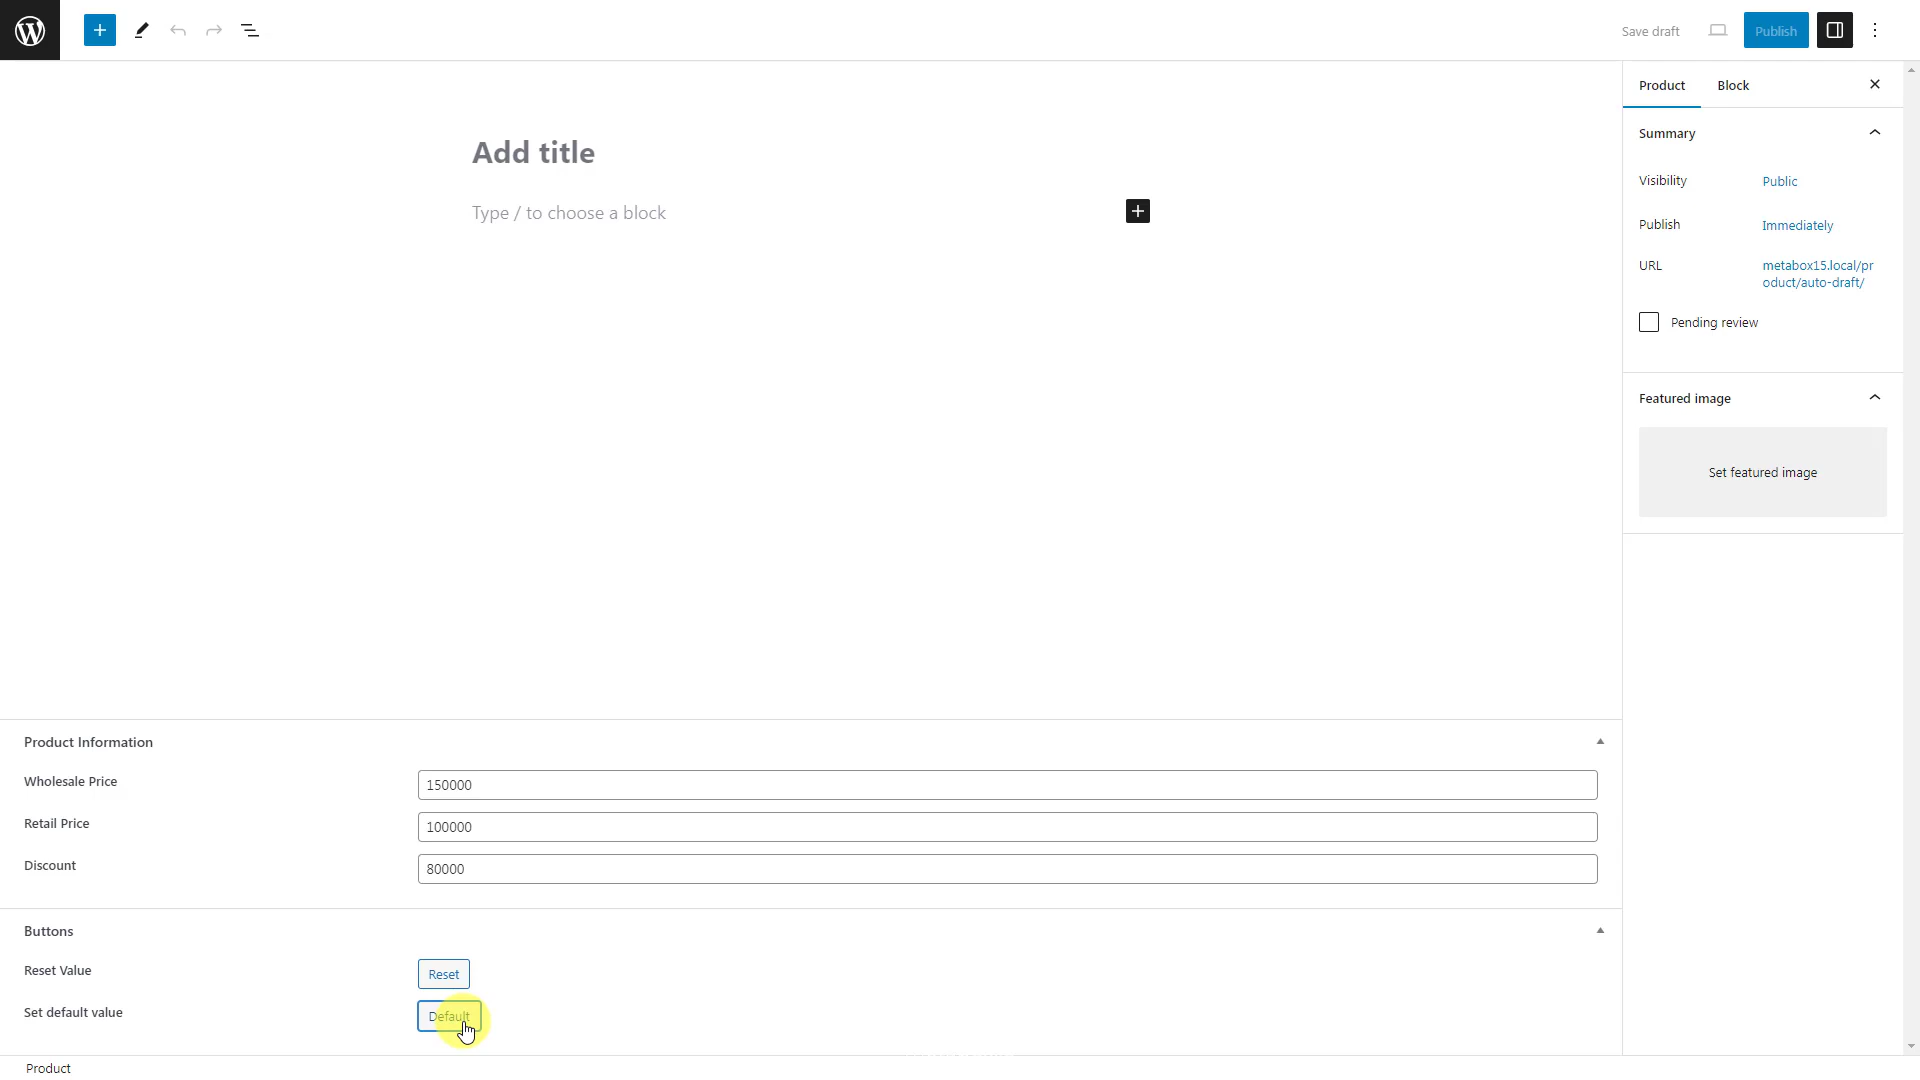 Save draft
Publish
Product
Block
Add title
Type / to choose a block
Summary
Visibility
Public
Publish
Immediately
URL
metabox15.local/pr
oduct/auto-draft/
Pending review
Featured image
Set featured image
Product Information
Wholesale Price
150000
Retail Price
100000
Discount
80000
Buttons
Reset Value
Reset
Set default value
Default
Product